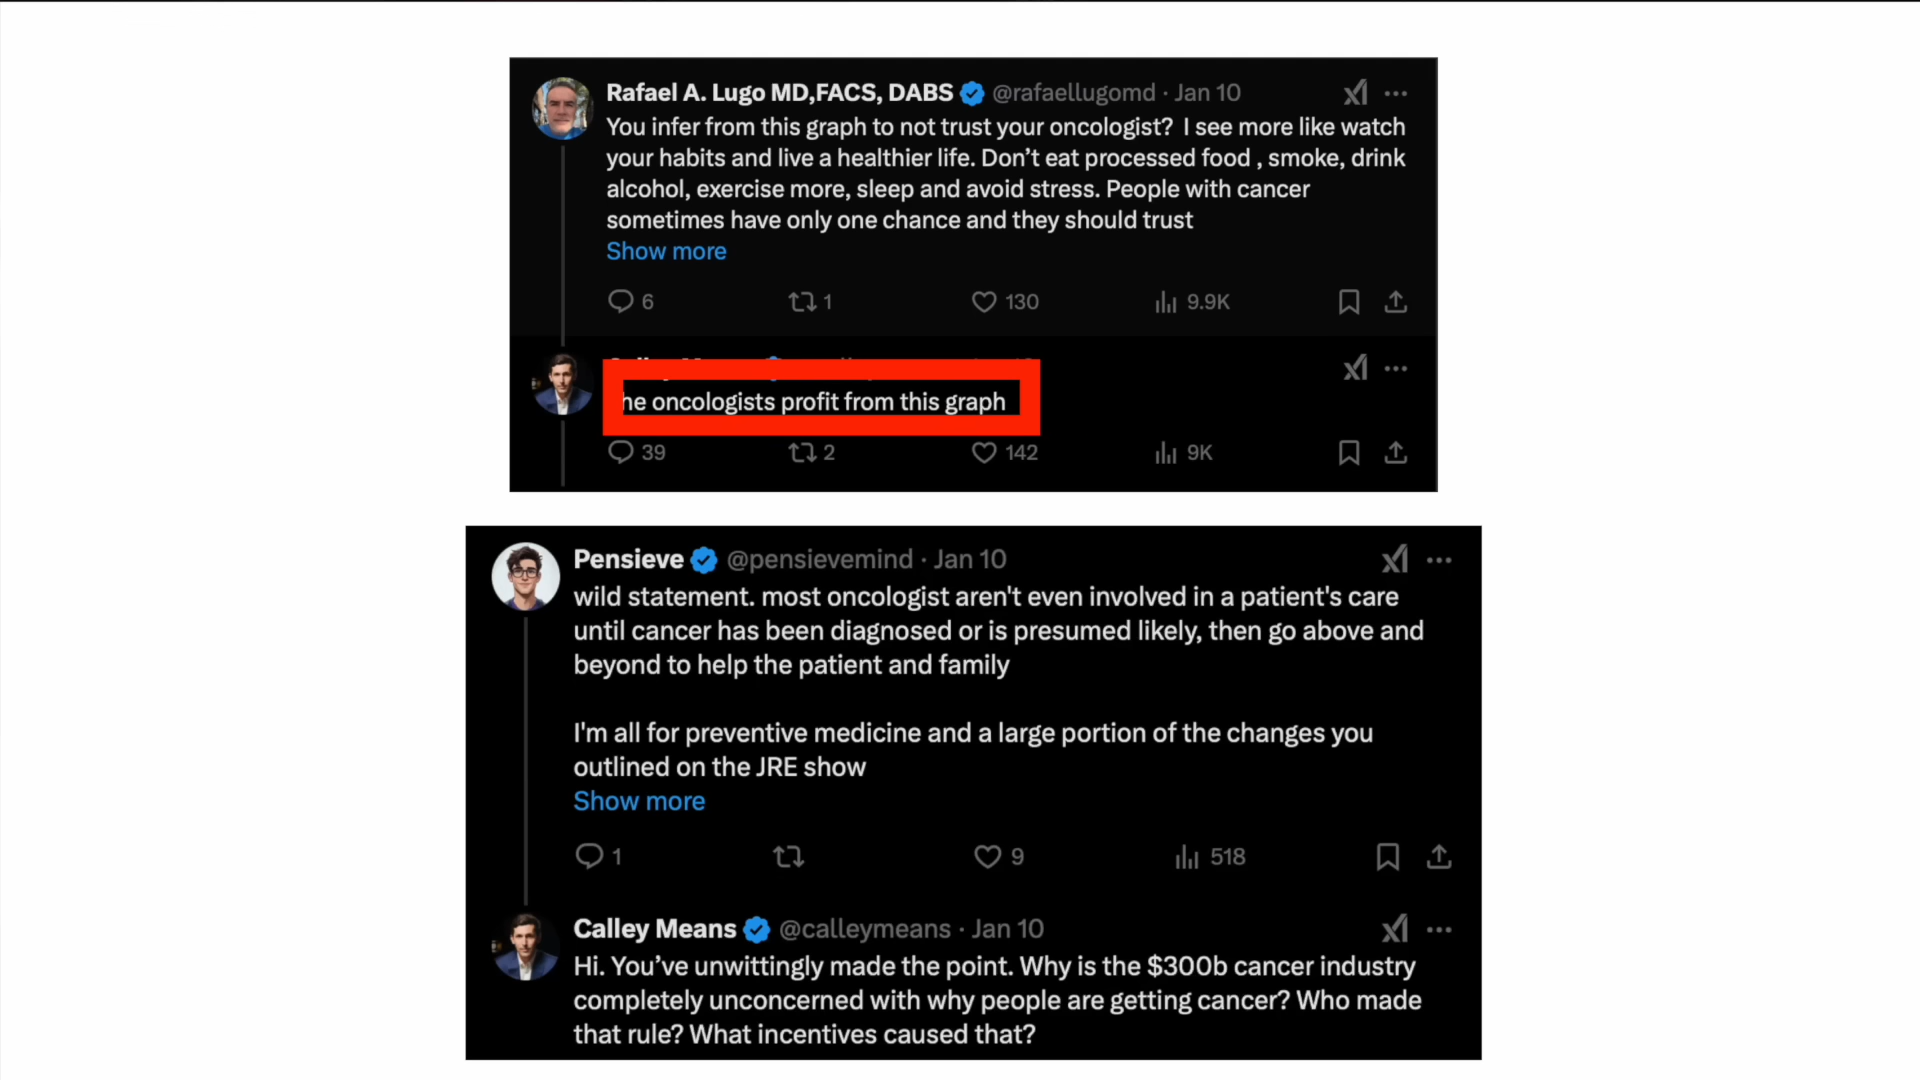 Rafael A. Lugo MD,FACS, DABS @rafaellugomd · Jan 10
You infer from this graph to not trust your oncologist? I see more like watch
your habits and live a healthier life. Don’t eat processed food , smoke, drink
alcohol, exercise more, sleep and avoid stress. People with cancer
sometimes have only one chance and they should trust
Show more
6 1 130 9.9K
he oncologists profit from this graph
39 2 142 9K
Pensieve @pensievemind · Jan 10
wild statement. most oncologist aren't even involved in a patient's care
until cancer has been diagnosed or is presumed likely, then go above and
beyond to help the patient and family
I'm all for preventive medicine and a large portion of the changes you
outlined on the JRE show
Show more
1 9 518
Calley Means @calleymeans · Jan 10
Hi. You’ve unwittingly made the point. Why is the $300b cancer industry
completely unconcerned with why people are getting cancer? Who made
that rule? What incentives caused that?